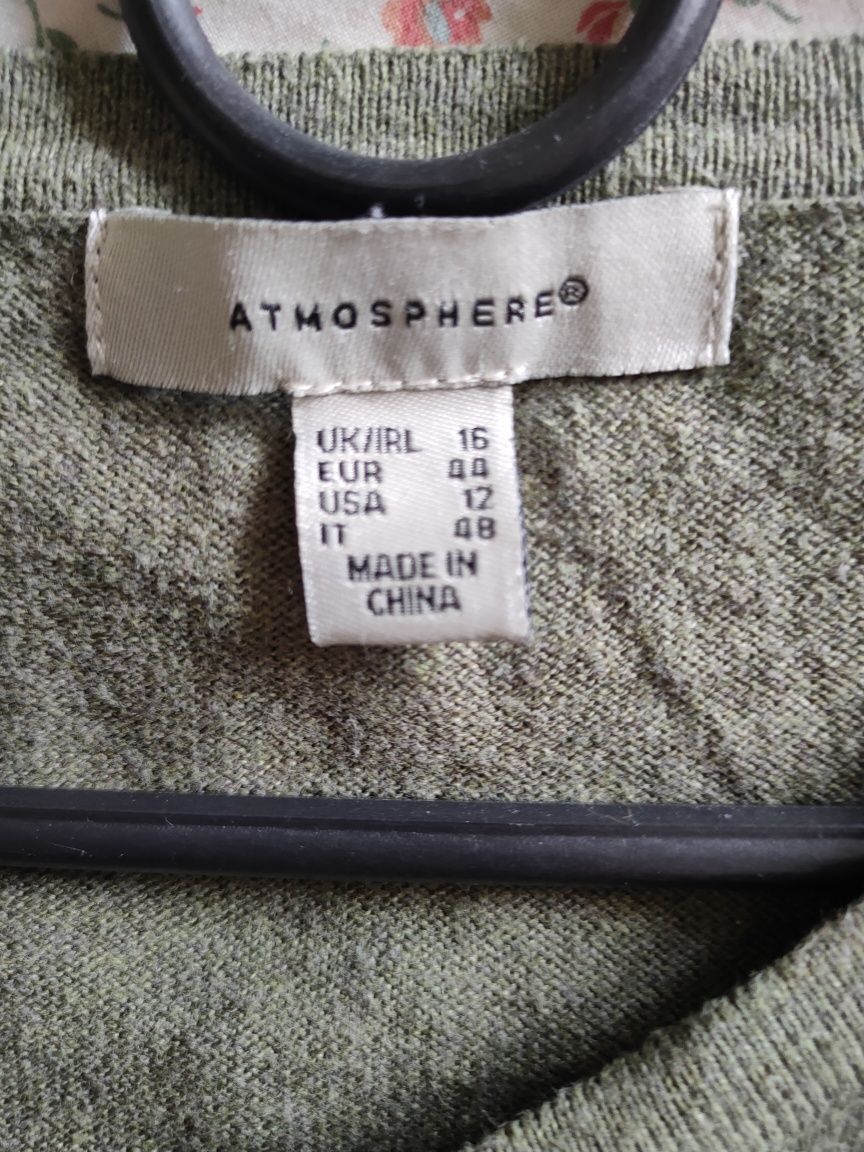 ATMOSPHERE®
UK/IRL 16
EUR 44
USA 12
IT 48
MADE IN
CHINA